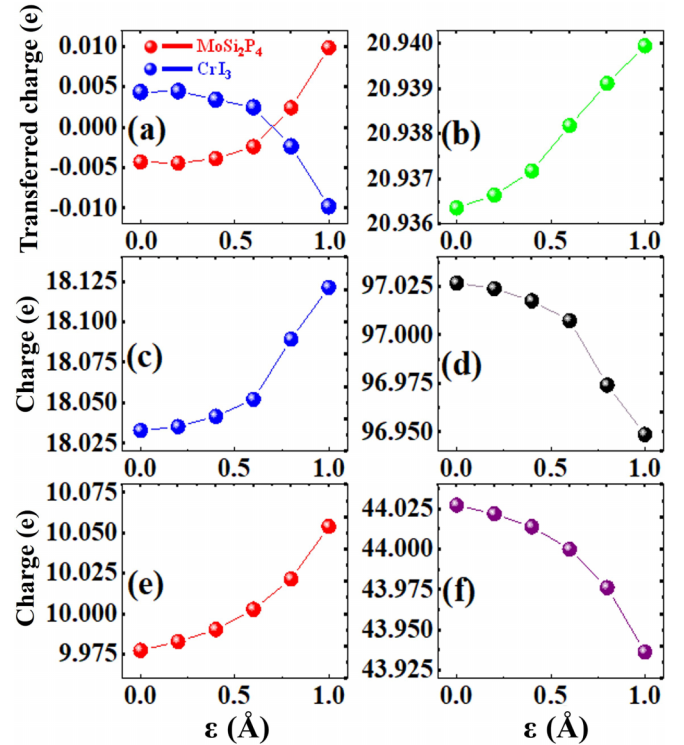 Transferred charge (e)
0.010
0.005
0.000
-0.005
-0.010
MoSi₂P₄
CrI₃
(a)
0.0 0.5 1.0
20.940
20.939
20.938
20.937
20.936
(b)
0.0 0.5 1.0
Charge (e)
18.125
18.100
18.075
18.050
18.025
(c)
0.0 0.5 1.0
97.025
97.000
96.975
96.950
(d)
0.0 0.5 1.0
Charge (e)
10.075
10.050
10.025
10.000
9.975
(e)
0.0 0.5 1.0
ε (Å)
44.025
44.000
43.975
43.950
43.925
(f)
0.0 0.5 1.0
ε (Å)